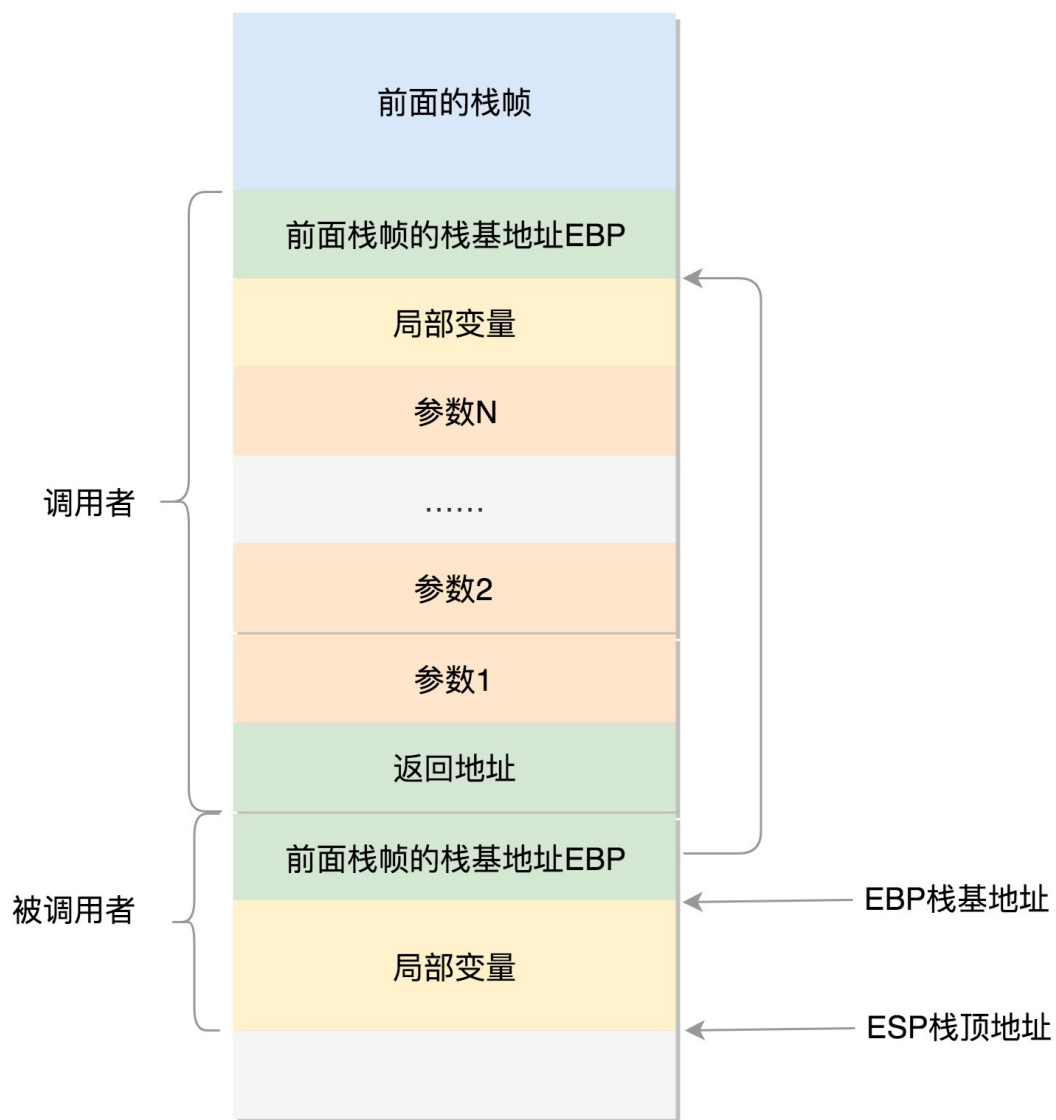 前面的栈帧
前面栈帧的栈基地址EBP
局部变量
参数N
……
调用者
参数2
参数1
返回地址
前面栈帧的栈基地址EBP
被调用者
EBP栈基地址
局部变量
ESP栈顶地址